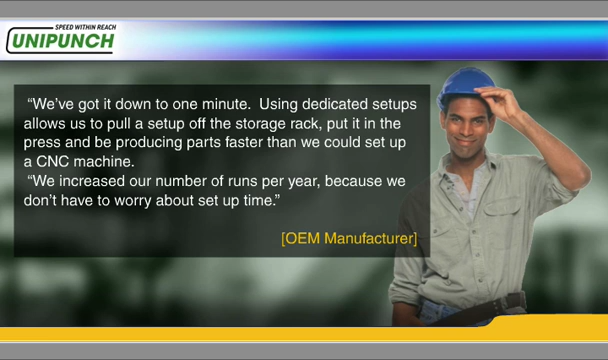 SPEED WITHIN REACH
UNIPUNCH
“We’ve got it down to one minute.  Using dedicated setups
allows us to pull a setup off the storage rack, put it in the
press and be producing parts faster than we could set up
a CNC machine.
“We increased our number of runs per year, because we
don’t have to worry about set up time.”
[OEM Manufacturer]